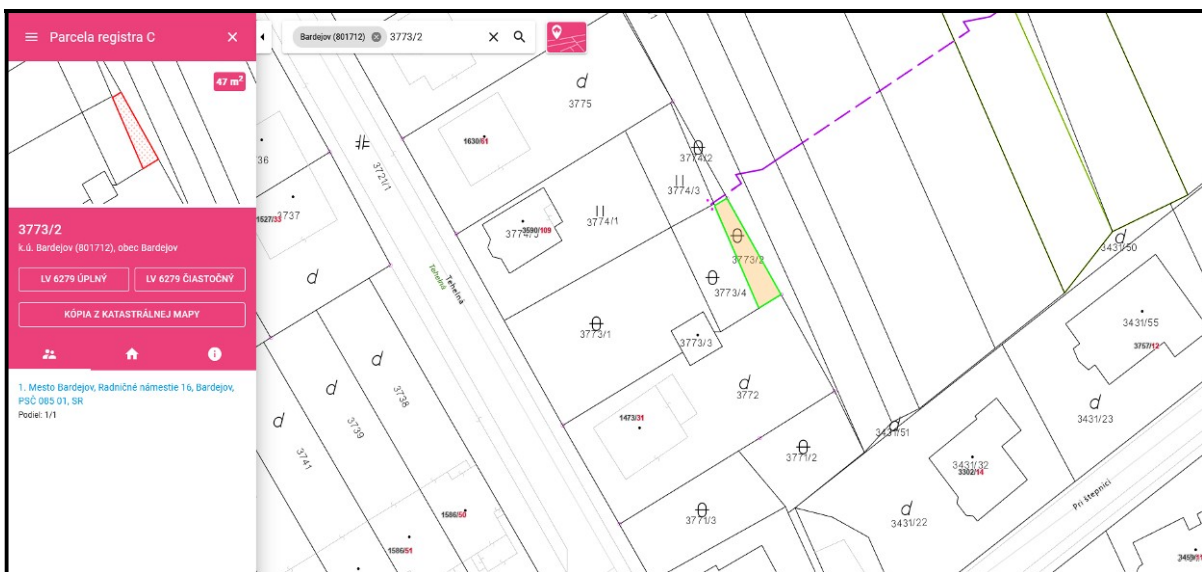 Parcela registra C
47 m²
3773/2
k.ú. Bardejov (801712), obec Bardejov
LV 6279 ÚPLNÝ
LV 6279 ČIASTOČNÝ
KÓPIA Z KATASTRÁLNEJ MAPY
1. Mesto Bardejov, Radničné námestie 16, Bardejov,
PSČ 085 01, SR
Podiel: 1/1
Bardejov (801712)
3773/2
d
3775
1630/61
3721/1
3774/2
3774/3
3737
1527/33
3774/1
3590/109
d
3431/50
3773/2
3773/4
Tehelná
Tehelná
d
3773/1
3773/3
3431/55
3757/12
d
3738
d
3739
d
3741
d
3772
1473/31
d
3431/23
d
3431/51
3771/2
3431/32
3302/14
d
3431/22
Pri štepnici
3771/3
1586/50
1586/51